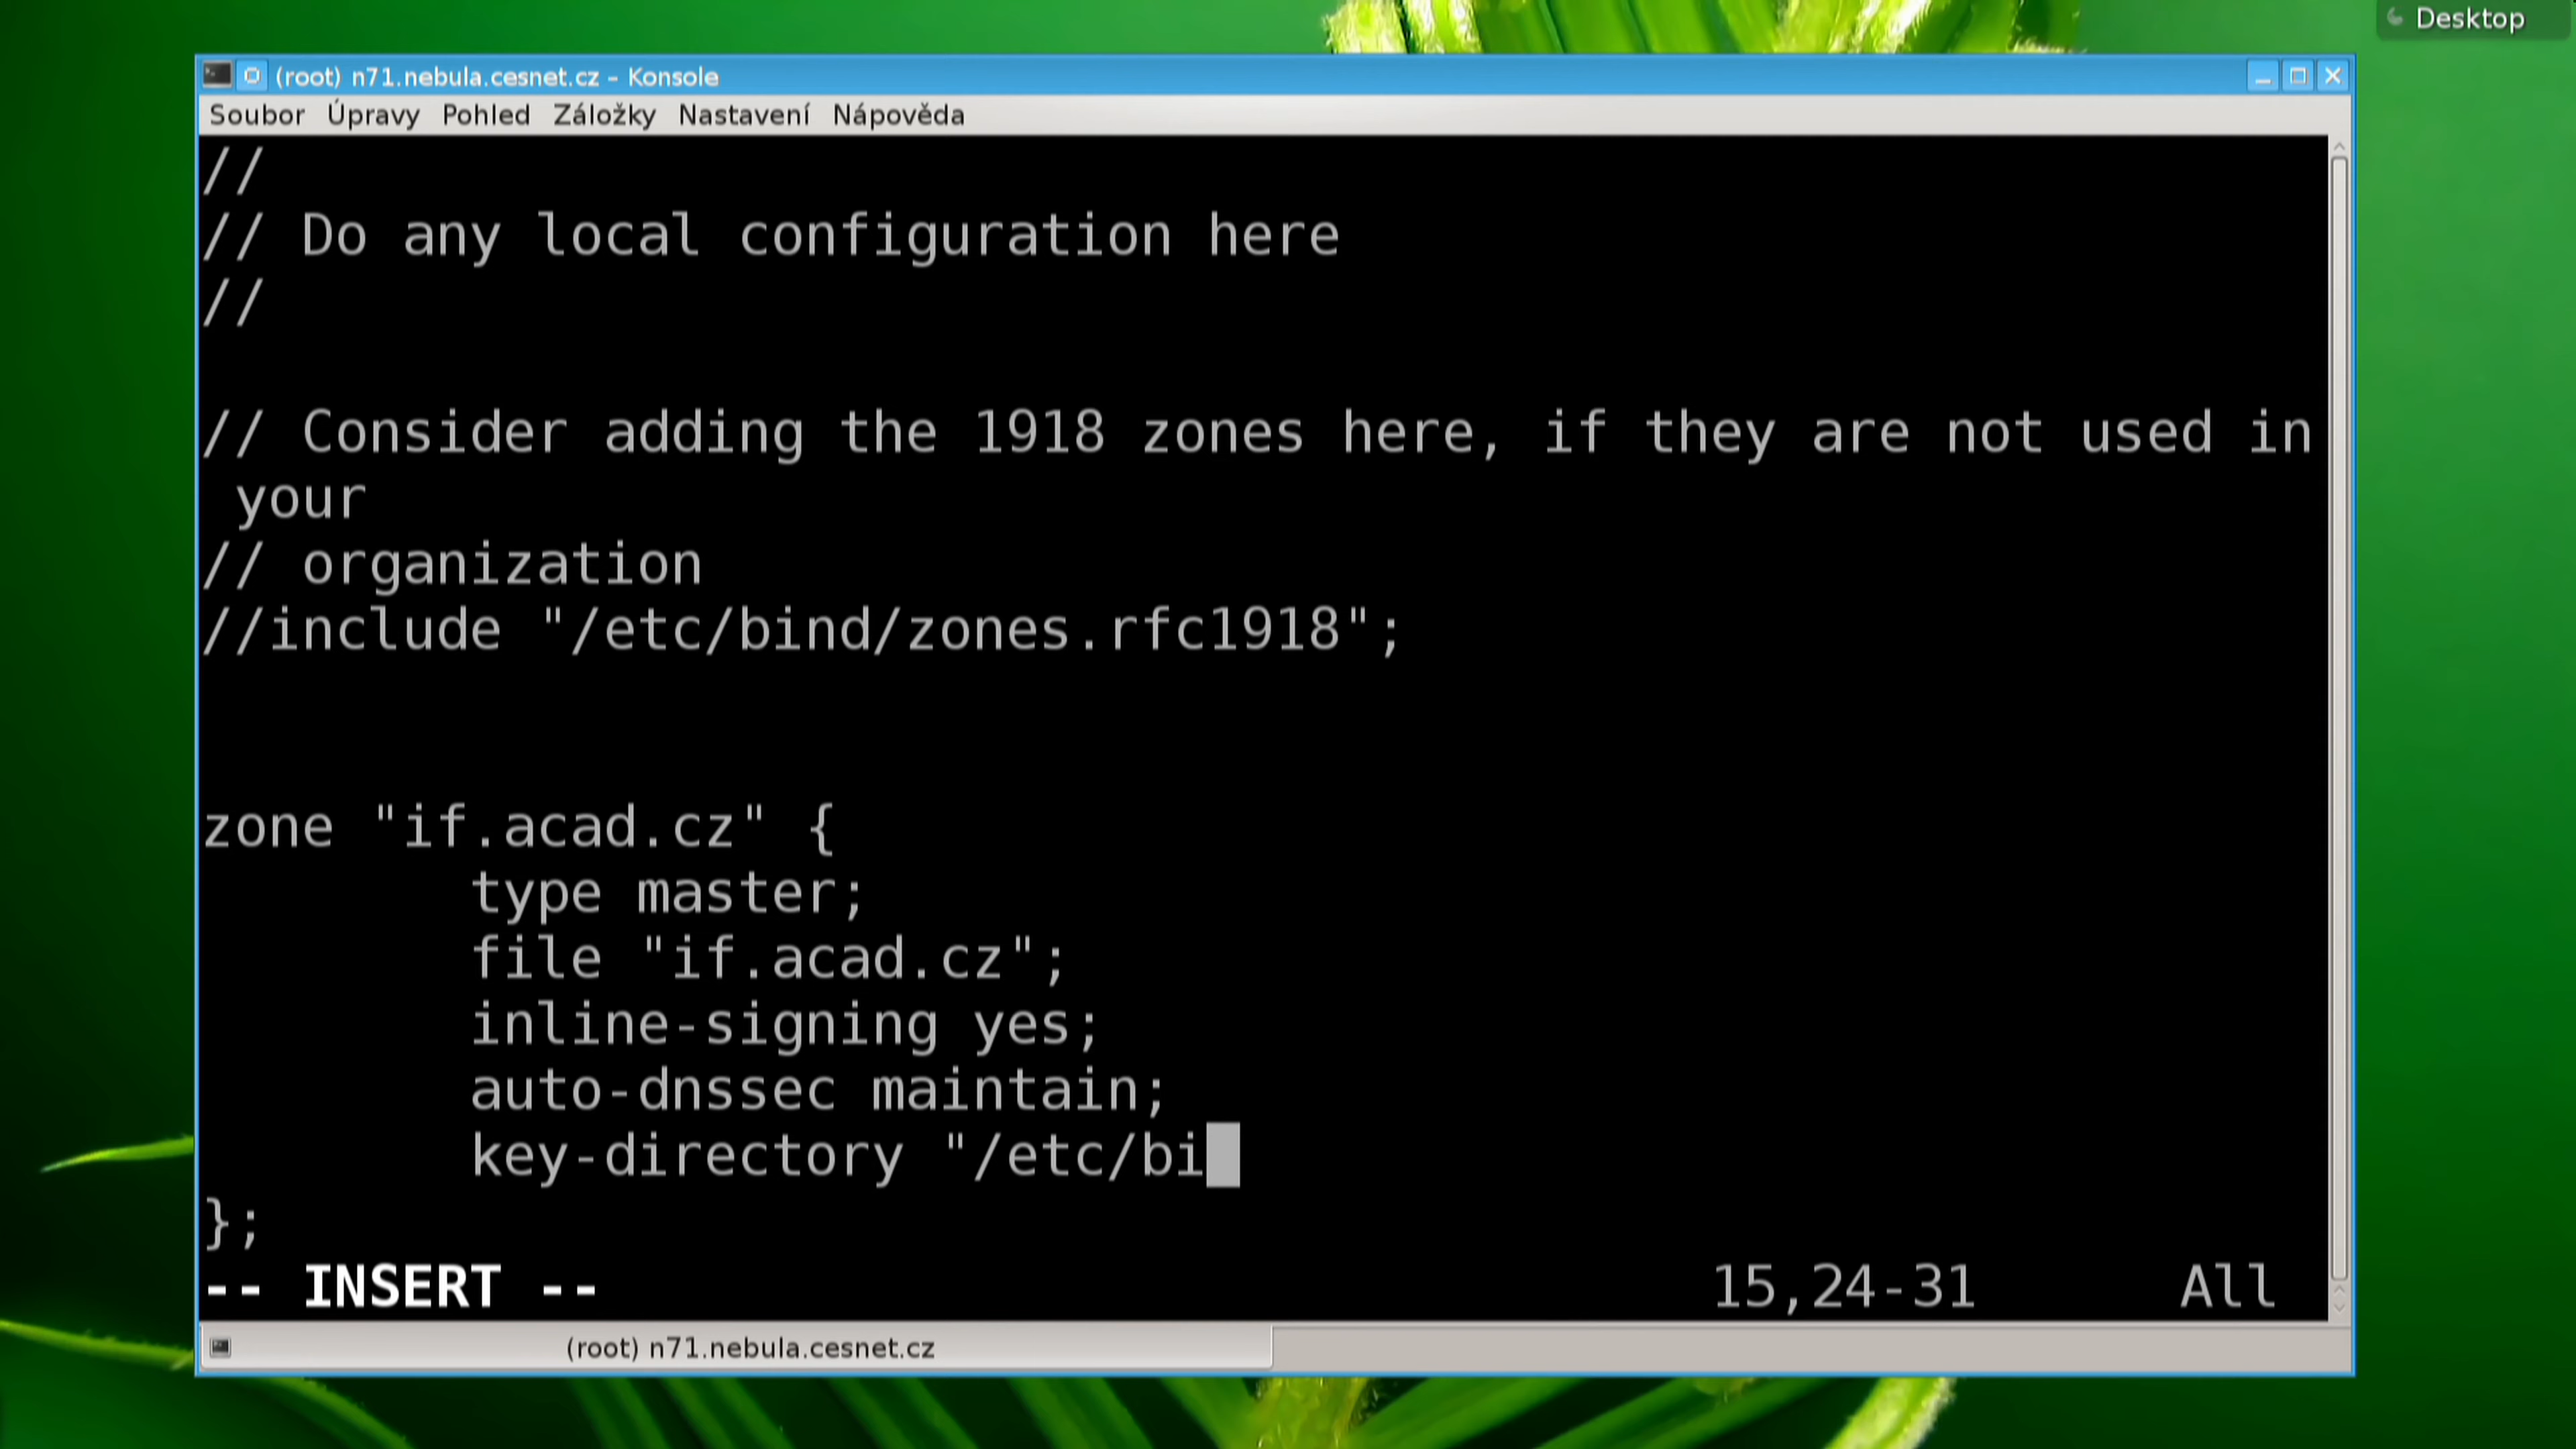 Desktop
(root) n71.nebula.cesnet.cz – Konsole
Soubor Úpravy Pohled Záložky Nastavení Nápověda
//
// Do any local configuration here
//
// Consider adding the 1918 zones here, if they are not used in
your
// organization
//include "/etc/bind/zones.rfc1918";
zone "if.acad.cz" {
type master;
file "if.acad.cz";
inline-signing yes;
auto-dnssec maintain;
key-directory "/etc/bi
};
-- INSERT -- 15,24-31 All
(root) n71.nebula.cesnet.cz